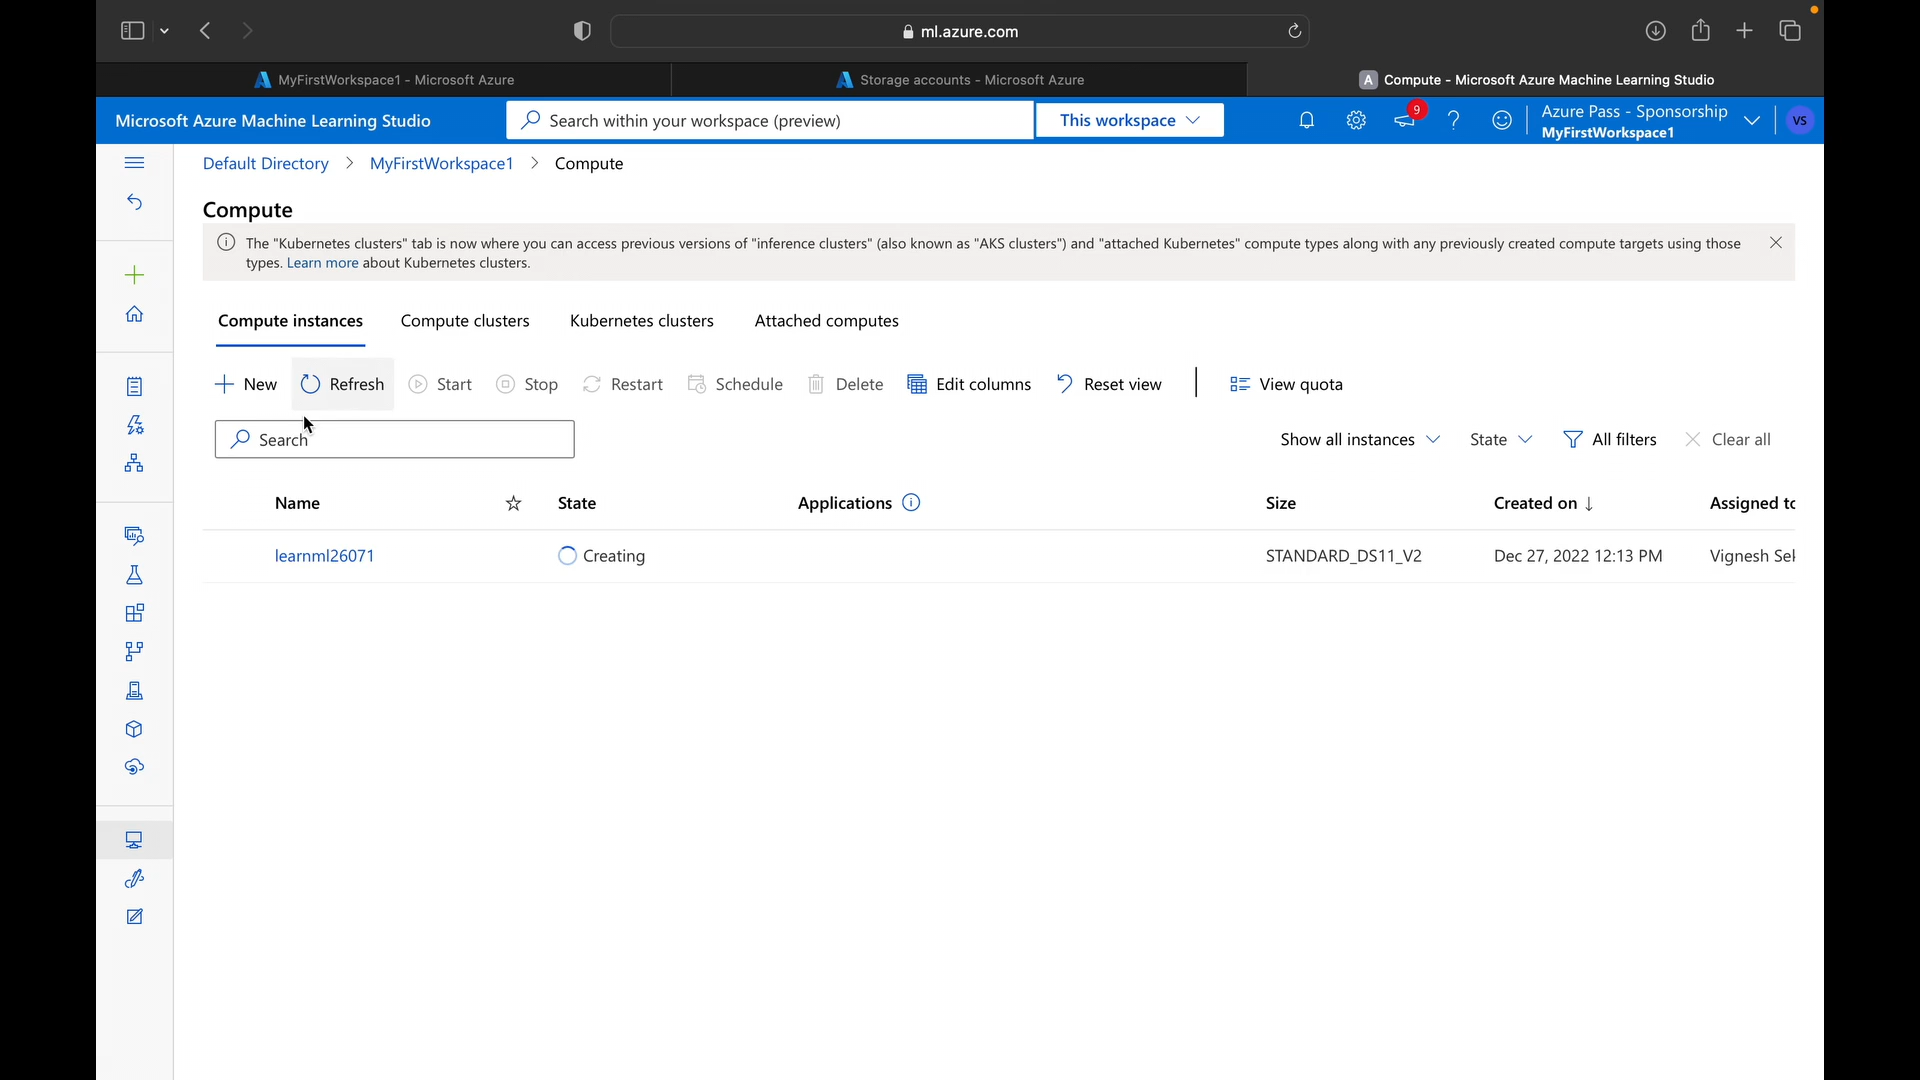 ml.azure.com
MyFirstWorkspace1 - Microsoft Azure
Storage accounts - Microsoft Azure
A Compute - Microsoft Azure Machine Learning Studio
Microsoft Azure Machine Learning Studio
Search within your workspace (preview)
This workspace
9
Azure Pass - Sponsorship
MyFirstWorkspace1
VS
Default Directory > MyFirstWorkspace1 > Compute
Compute
The "Kubernetes clusters" tab is now where you can access previous versions of "inference clusters" (also known as "AKS clusters") and "attached Kubernetes" compute types along with any previously created compute targets using those
types. Learn more about Kubernetes clusters.
Compute instances Compute clusters Kubernetes clusters Attached computes
New Refresh Start Stop Restart Schedule Delete Edit columns Reset view View quota
Search
Show all instances State All filters Clear all
Name State Applications Size Created on ↓ Assigned to
learnml26071 Creating STANDARD_DS11_V2 Dec 27, 2022 12:13 PM Vignesh Sek